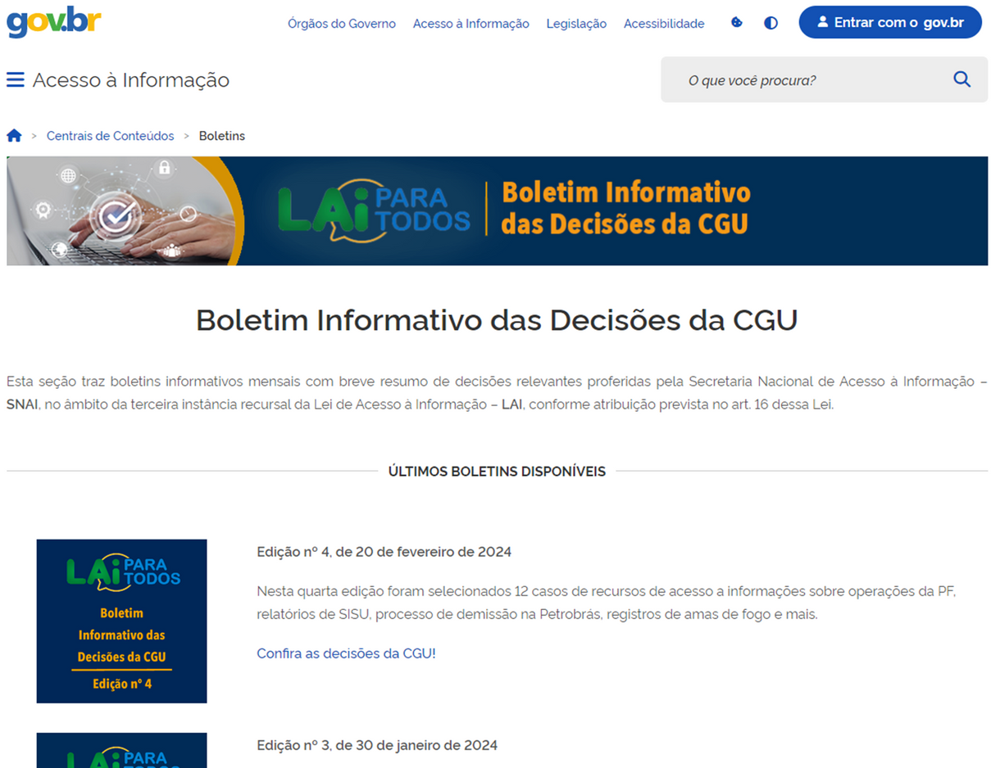 gov.br
Órgãos do Governo Acesso à Informação Legislação Acessibilidade Entrar com o gov.br
Acesso à Informação
O que você procura?
> Centrais de Conteúdos > Boletins
LAi PARA TODOS
Boletim Informativo
das Decisões da CGU
Boletim Informativo das Decisões da CGU
Esta seção traz boletins informativos mensais com breve resumo de decisões relevantes proferidas pela Secretaria Nacional de Acesso à Informação –
SNAI, no âmbito da terceira instância recursal da Lei de Acesso à Informação – LAI, conforme atribuição prevista no art. 16 dessa Lei.
ÚLTIMOS BOLETINS DISPONÍVEIS
LAi PARA TODOS
Boletim
Informativo das
Decisões da CGU
Edição nº 4
Edição nº 4, de 20 de fevereiro de 2024
Nesta quarta edição foram selecionados 12 casos de recursos de acesso a informações sobre operações da PF,
relatórios de SISU, processo de demissão na Petrobrás, registros de amas de fogo e mais.
Confira as decisões da CGU!
LAi PARA TODOS
Edição nº 3, de 30 de janeiro de 2024